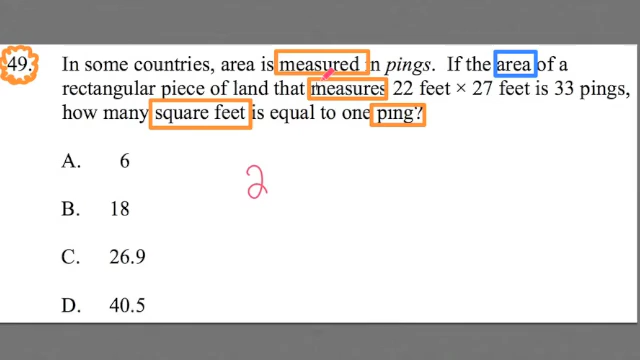 49. In some countries, area is measured in pings. If the area of a
rectangular piece of land that measures 22 feet × 27 feet is 33 pings,
how many square feet is equal to one ping?
A. 6
2
B. 18
C. 26.9
D. 40.5